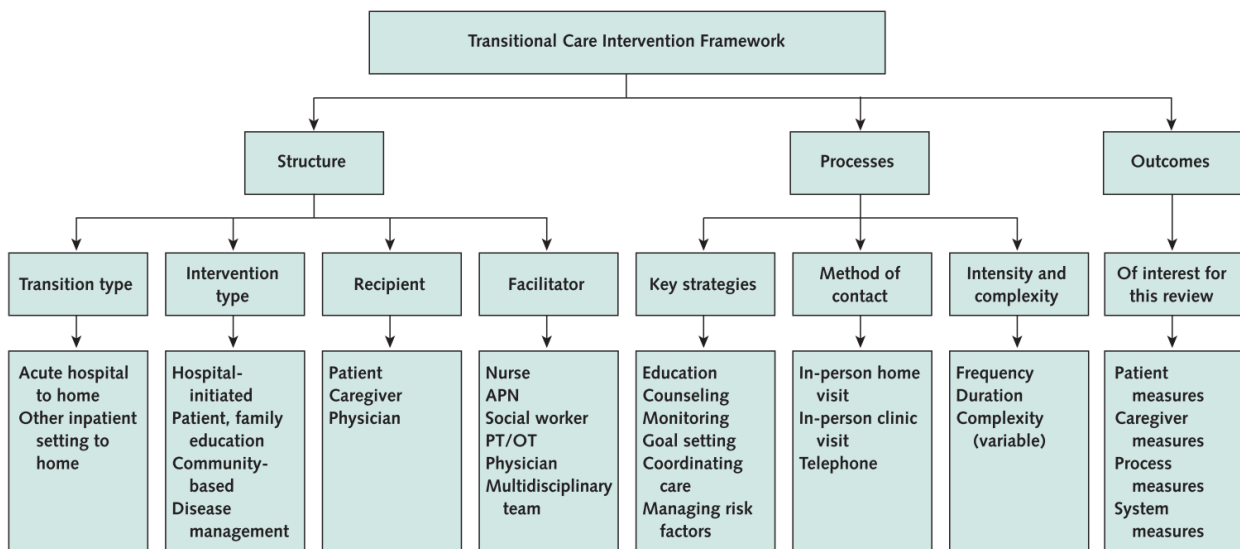 Transitional Care Intervention Framework
Structure
Processes
Outcomes
Transition type
Intervention
type
Recipient
Facilitator
Key strategies
Method of
contact
Intensity and
complexity
Of interest for
this review
Acute hospital
to home
Other inpatient
setting to
home
Hospital-
initiated
Patient, family
education
Community-
based
Disease
management
Patient
Caregiver
Physician
Nurse
APN
Social worker
PT/OT
Physician
Multidisciplinary
team
Education
Counseling
Monitoring
Goal setting
Coordinating
care
Managing risk
factors
In-person home
visit
In-person clinic
visit
Telephone
Frequency
Duration
Complexity
(variable)
Patient
measures
Caregiver
measures
Process
measures
System
measures